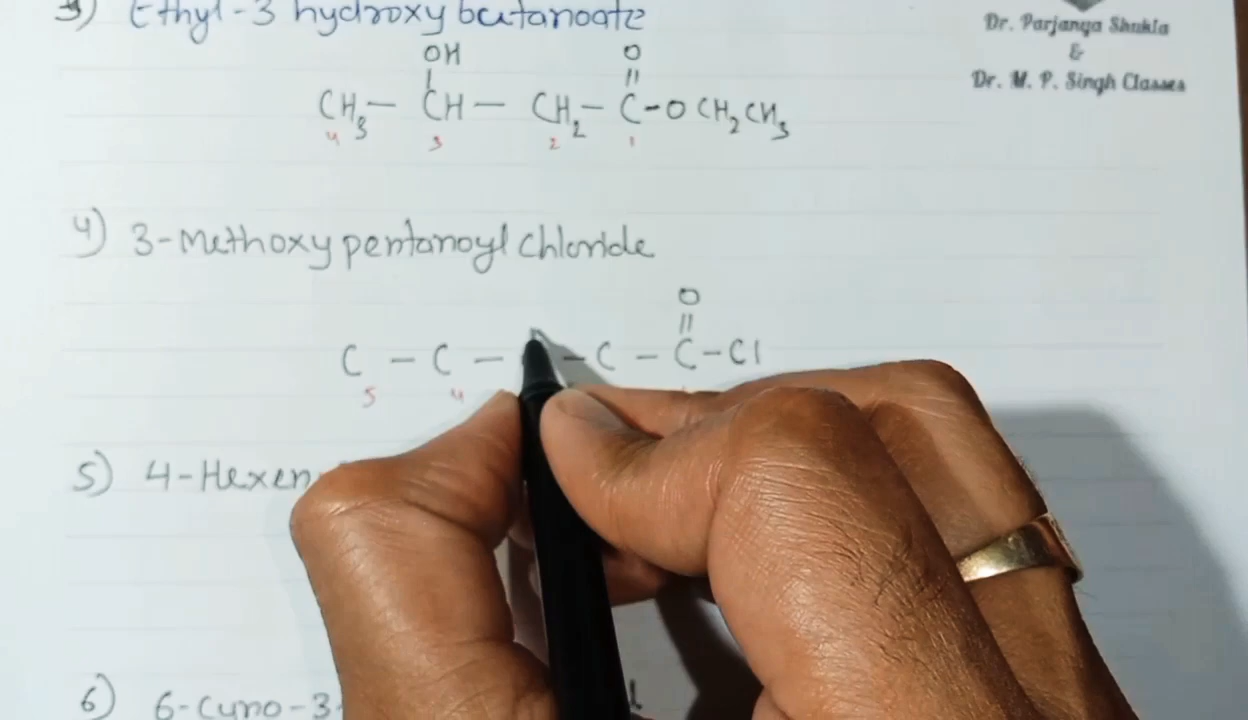 3) Ethyl-3 hydroxy butanoate
Dr. Parjanya Shukla
&
Dr. M. P. Singh Classes
OH O
CH3 — CH — CH2 — C-O CH2CH3
4 3 2 1
4) 3-Methoxy pentanoyl chloride
O
C — C — — C — C-Cl
5 4
5) 4-Hexen
6) 6-Cyno-3-